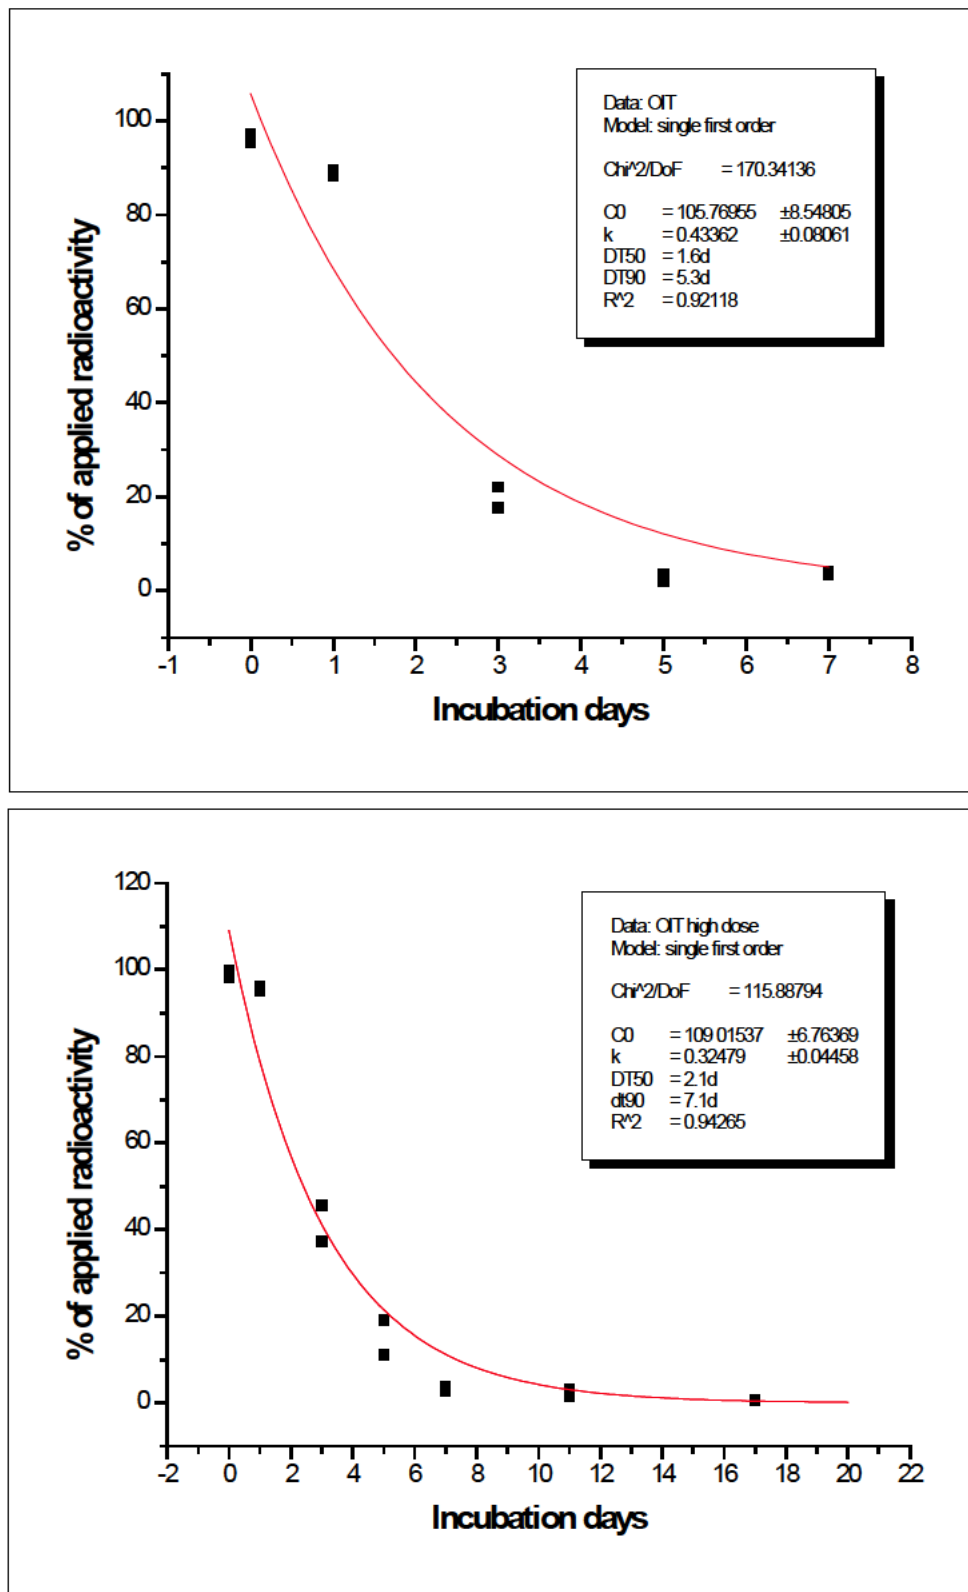 Data: OIT
Model: single first order
Chi^2/DoF = 170.34136
C0 = 105.76955 ±8.54805
k = 0.43362 ±0.08061
DT50 = 1.6d
DT90 = 5.3d
R^2 = 0.92118
% of applied radioactivity
100
80
60
40
20
0
-1 0 1 2 3 4 5 6 7 8
Incubation days
Data: OIT high dose
Model: single first order
Chi^2/DoF = 115.88794
C0 = 109.01537 ±6.76369
k = 0.32479 ±0.04458
DT50 = 2.1d
dt90 = 7.1d
R^2 = 0.94265
% of applied radioactivity
120
100
80
60
40
20
0
-2 0 2 4 6 8 10 12 14 16 18 20 22
Incubation days